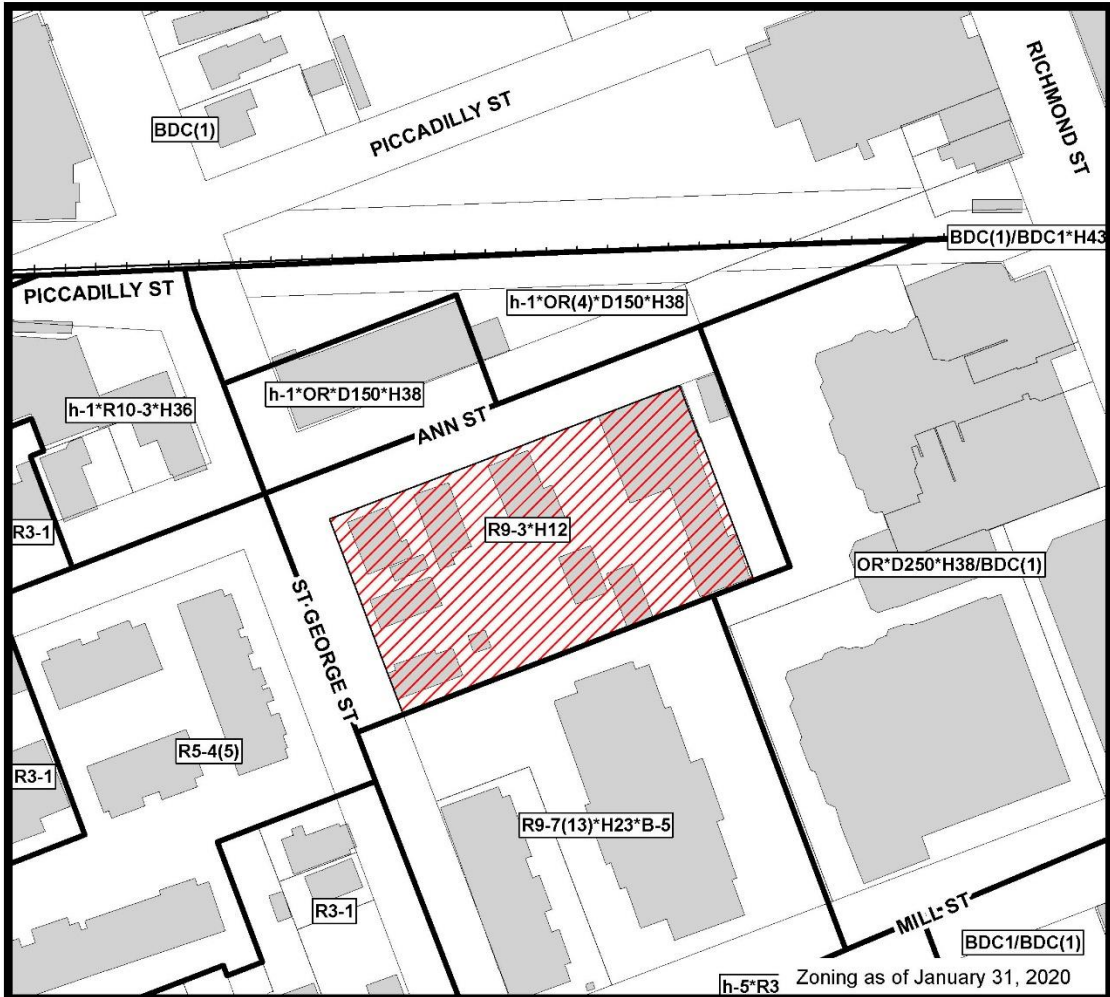 RICHMOND ST
PICCADILLY ST
BDC(1)
BDC(1)/BDC1*H43
PICCADILLY ST
h-1*OR(4)*D150*H38
h-1*OR*D150*H38
h-1*R10-3*H36
ANN ST
R3-1
R9-3*H12
OR*D250*H38/BDC(1)
ST GEORGE ST
R5-4(5)
R3-1
R9-7(13)*H23*B-5
R3-1
MILL ST
BDC1/BDC(1)
h-5*R3
Zoning as of January 31, 2020